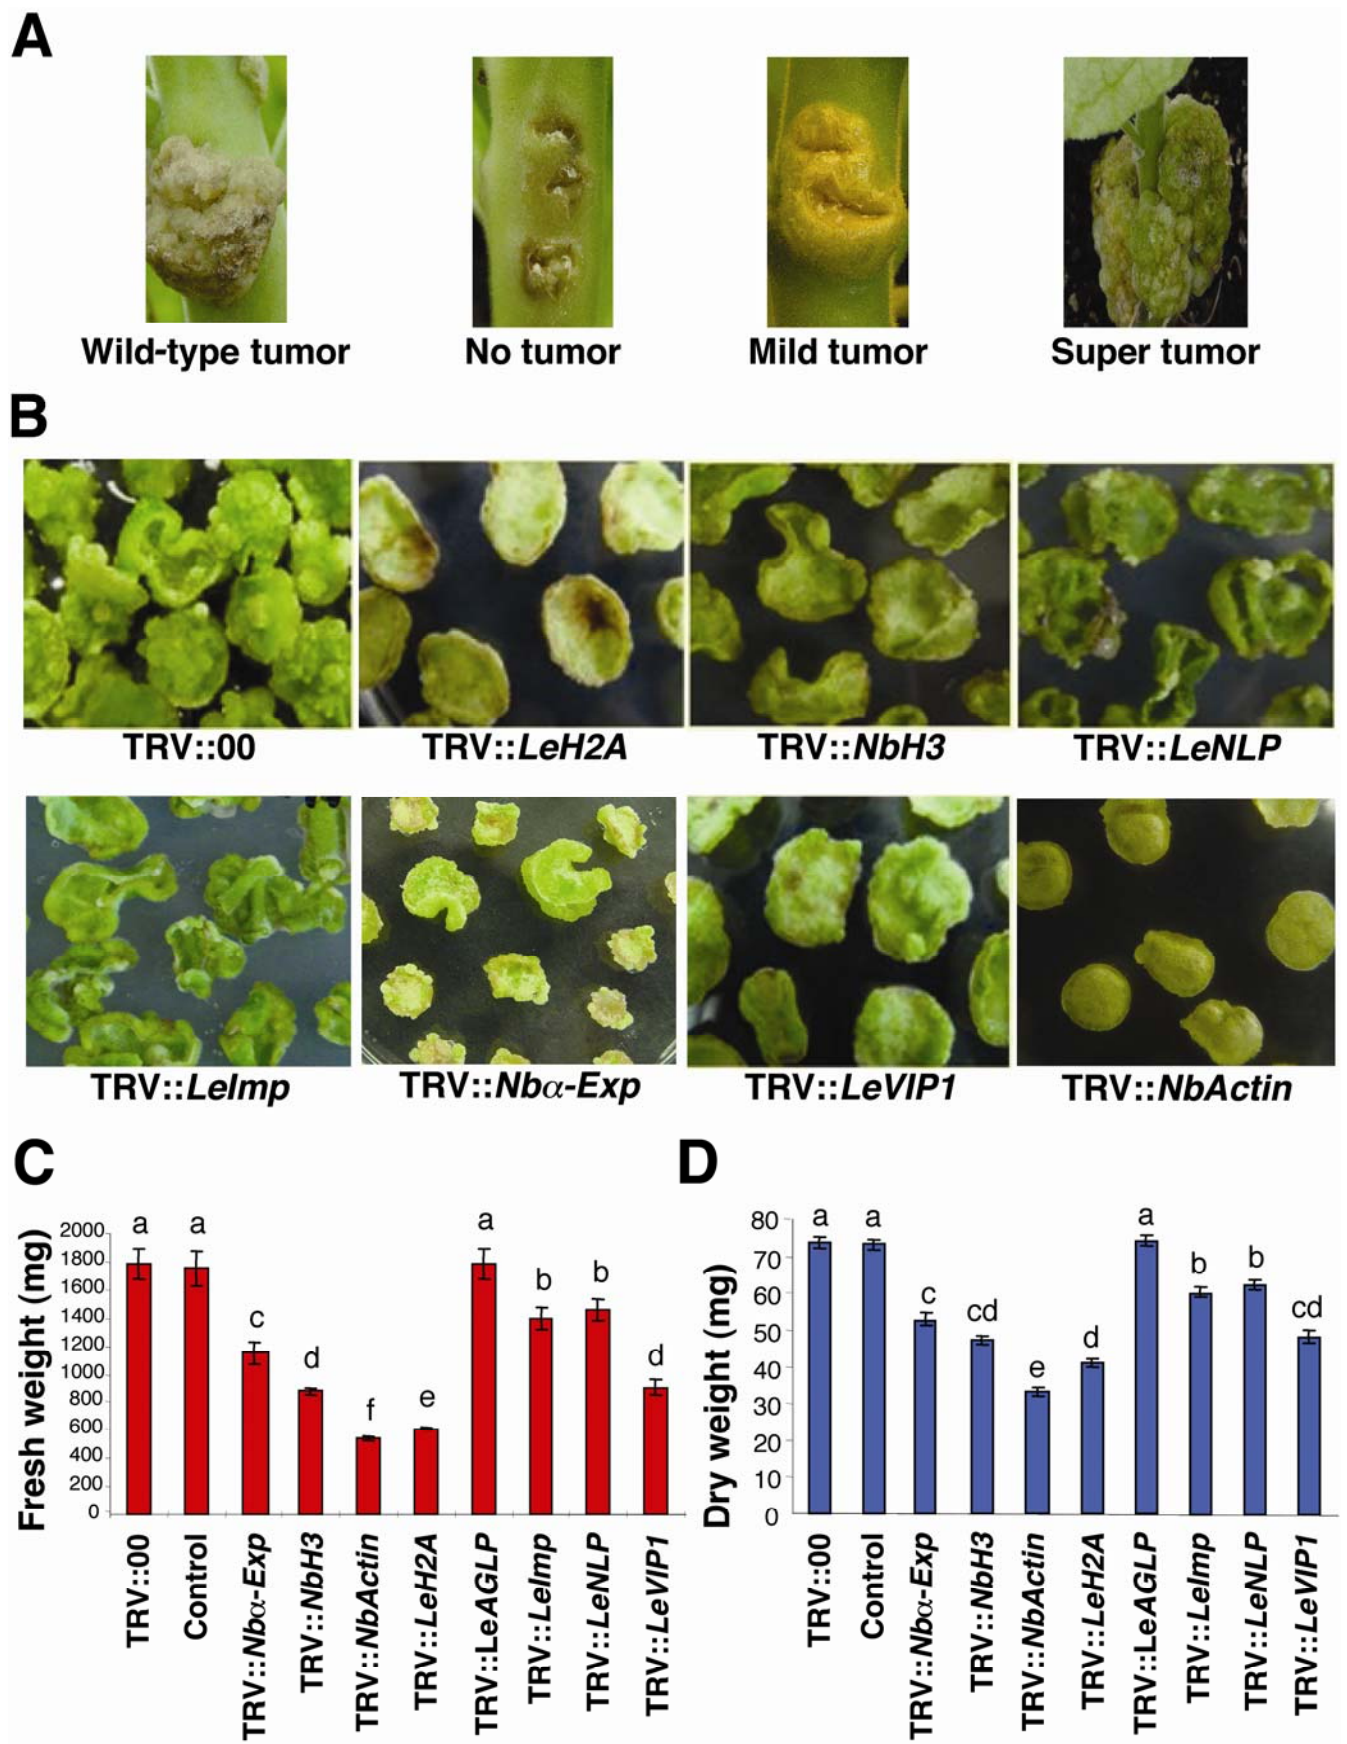 A
Wild-type tumor
No tumor
Mild tumor
Super tumor
B
TRV::00
TRV::LeH2A
TRV::NbH3
TRV::LeNLP
TRV::LeImp
TRV::Nbα-Exp
TRV::LeVIP1
TRV::NbActin
C
Fresh weight (mg)
2000
1800
1600
1400
1200
1000
800
600
400
200
0
a
a
c
d
f
e
a
b
b
d
TRV::00
Control
TRV::Nbα-Exp
TRV::NbH3
TRV::NbActin
TRV::LeH2A
TRV::LeAGLP
TRV::LeImp
TRV::LeNLP
TRV::LeVIP1
D
Dry weight (mg)
80
70
60
50
40
30
20
10
0
a
a
c
cd
e
d
a
b
b
cd
TRV::00
Control
TRV::Nbα-Exp
TRV::NbH3
TRV::NbActin
TRV::LeH2A
TRV::LeAGLP
TRV::LeImp
TRV::LeNLP
TRV::LeVIP1